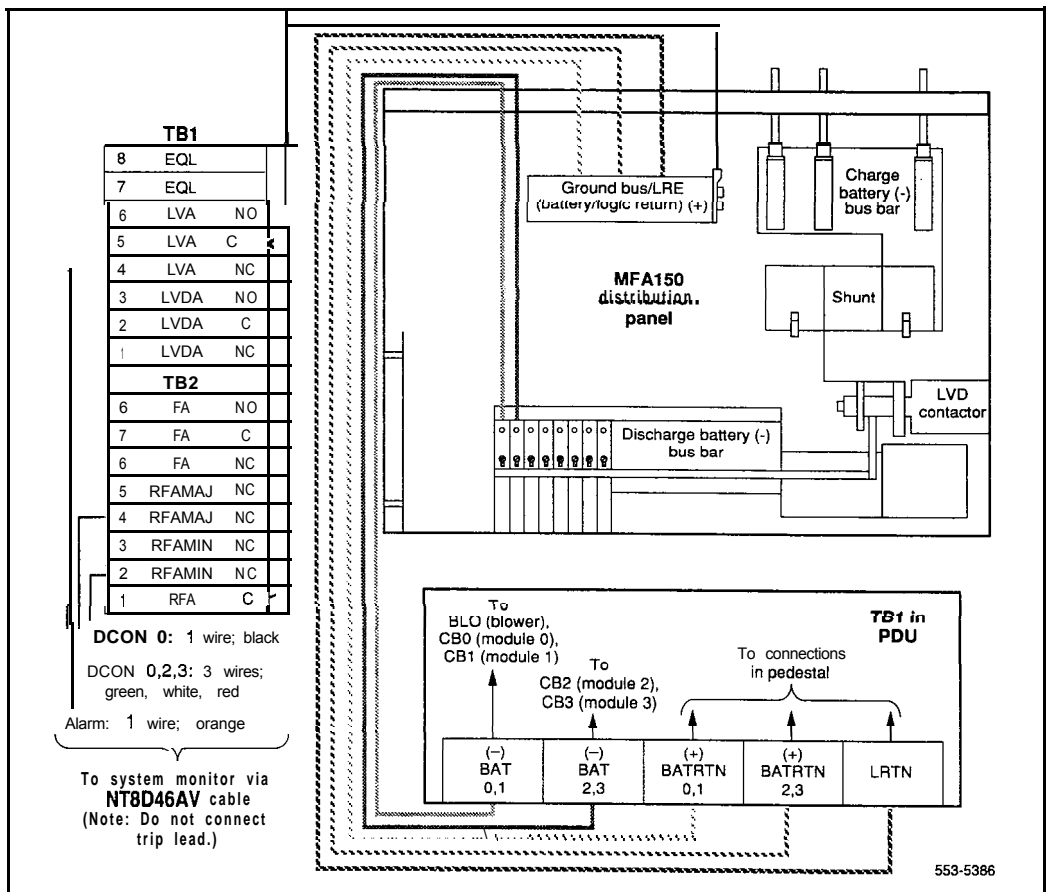 TB1
8 EQL
7 EQL
6 LVA NO
5 LVA C
4 LVA NC
3 LVDA NO
2 LVDA C
1 LVDA NC
TB2
6 FA NO
7 FA C
6 FA NC
5 RFAMAJ NC
4 RFAMAJ NC
3 RFAMIN NC
2 RFAMIN NC
1 RFA C
DCON 0: 1 wire; black
DCON 0,2,3: 3 wires;
green, white, red
Alarm: 1 wire; orange
To system monitor via
NT8D46AV cable
(Note: Do not connect
trip lead.)
Ground bus/LRE
(battery/logic return) (+)
Charge
battery (-)
bus bar
MFA150
distribution
panel
Shunt
LVD
contactor
Discharge battery (-)
bus bar
TB1 in
PDU
To
BLO (blower),
CB0 (module 0),
CB1 (module 1)
To
CB2 (module 2),
CB3 (module 3)
To connections
in pedestal
(–)
BAT
0,1
(–)
BAT
2,3
(+)
BATRTN
0,1
(+)
BATRTN
2,3
LRTN
553-5386